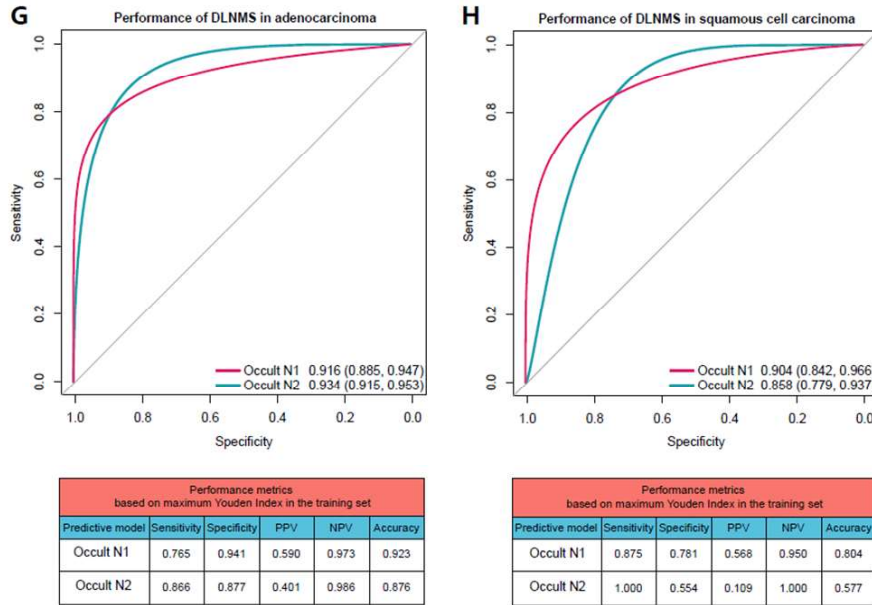 G
Performance of DLNMS in adenocarcinoma
1.0
0.8
0.6
0.4
0.2
0.0
Sensitivity
Occult N1 0.916 (0.885, 0.947)
Occult N2 0.934 (0.915, 0.953)
1.0 0.8 0.6 0.4 0.2 0.0
Specificity
Performance metrics
based on maximum Youden Index in the training set
Predictive model Sensitivity Specificity PPV NPV Accuracy
Occult N1 0.765 0.941 0.590 0.973 0.923
Occult N2 0.866 0.877 0.401 0.986 0.876
H
Performance of DLNMS in squamous cell carcinoma
1.0
0.8
0.6
0.4
0.2
0.0
Sensitivity
Occult N1 0.904 (0.842, 0.966
Occult N2 0.858 (0.779, 0.937
1.0 0.8 0.6 0.4 0.2 0.0
Specificity
Performance metrics
based on maximum Youden Index in the training set
Predictive model Sensitivity Specificity PPV NPV Accuracy
Occult N1 0.875 0.781 0.568 0.950 0.804
Occult N2 1.000 0.554 0.109 1.000 0.577